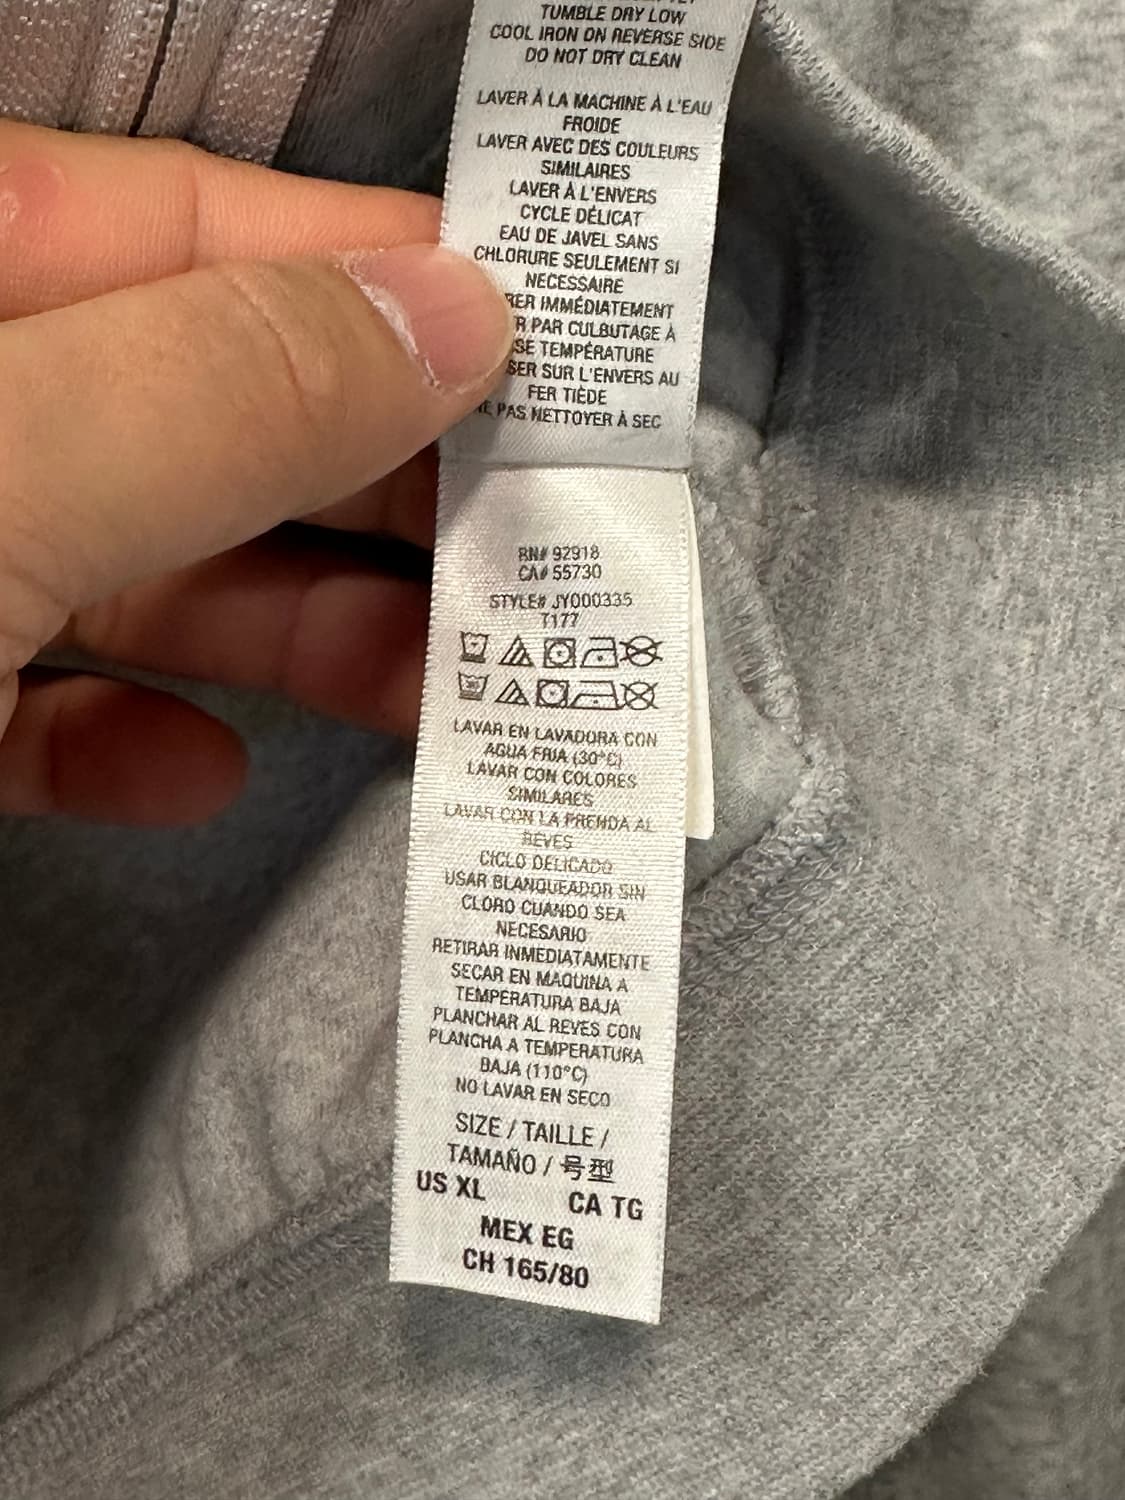 TUMBLE DRY LOW
COOL IRON ON REVERSE SIDE
DO NOT DRY CLEAN
LAVER À LA MACHINE À L'EAU
FROIDE
LAVER AVEC DES COULEURS
SIMILAIRES
LAVER À L'ENVERS
CYCLE DÉLICAT
EAU DE JAVEL SANS
CHLORURE SEULEMENT SI
NECESSAIRE
RER IMMÉDIATEMENT
R PAR CULBUTAGE À
SE TEMPÉRATURE
SER SUR L'ENVERS AU
FER TIÈDE
NE PAS NETTOYER À SEC
RN# 92918
CA# 55730
STYLE# JY000335
T177
LAVAR EN LAVADORA CON
AGUA FRIA (30°C)
LAVAR CON COLORES
SIMILARES
LAVAR CON LA PRENDA AL
REVES
CICLO DELICADO
USAR BLANQUEADOR SIN
CLORO CUANDO SEA
NECESARIO
RETIRAR INMEDIATAMENTE
SECAR EN MAQUINA A
TEMPERATURA BAJA
PLANCHAR AL REVES CON
PLANCHA A TEMPERATURA
BAJA (110°C)
NO LAVAR EN SECO
SIZE / TAILLE /
TAMAÑO / 号型
US XL CA TG
MEX EG
CH 165/80